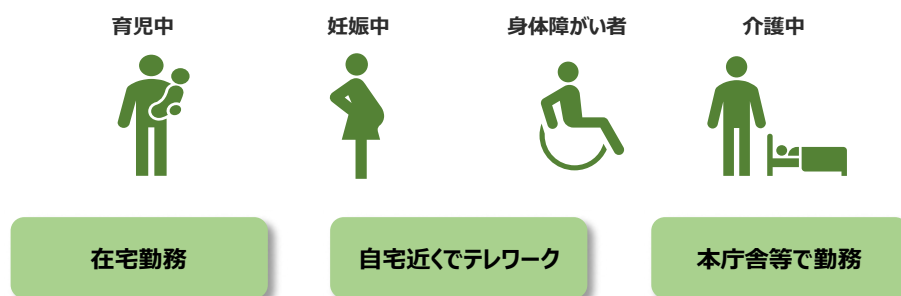 育児中
妊娠中
身体障がい者
介護中
在宅勤務
自宅近くでテレワーク
本庁舎等で勤務